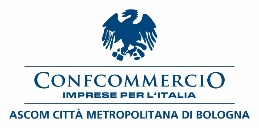 CONFCOMMERCIO
IMPRESE PER L'ITALIA
ASCOM CITTÀ METROPOLITANA DI BOLOGNA